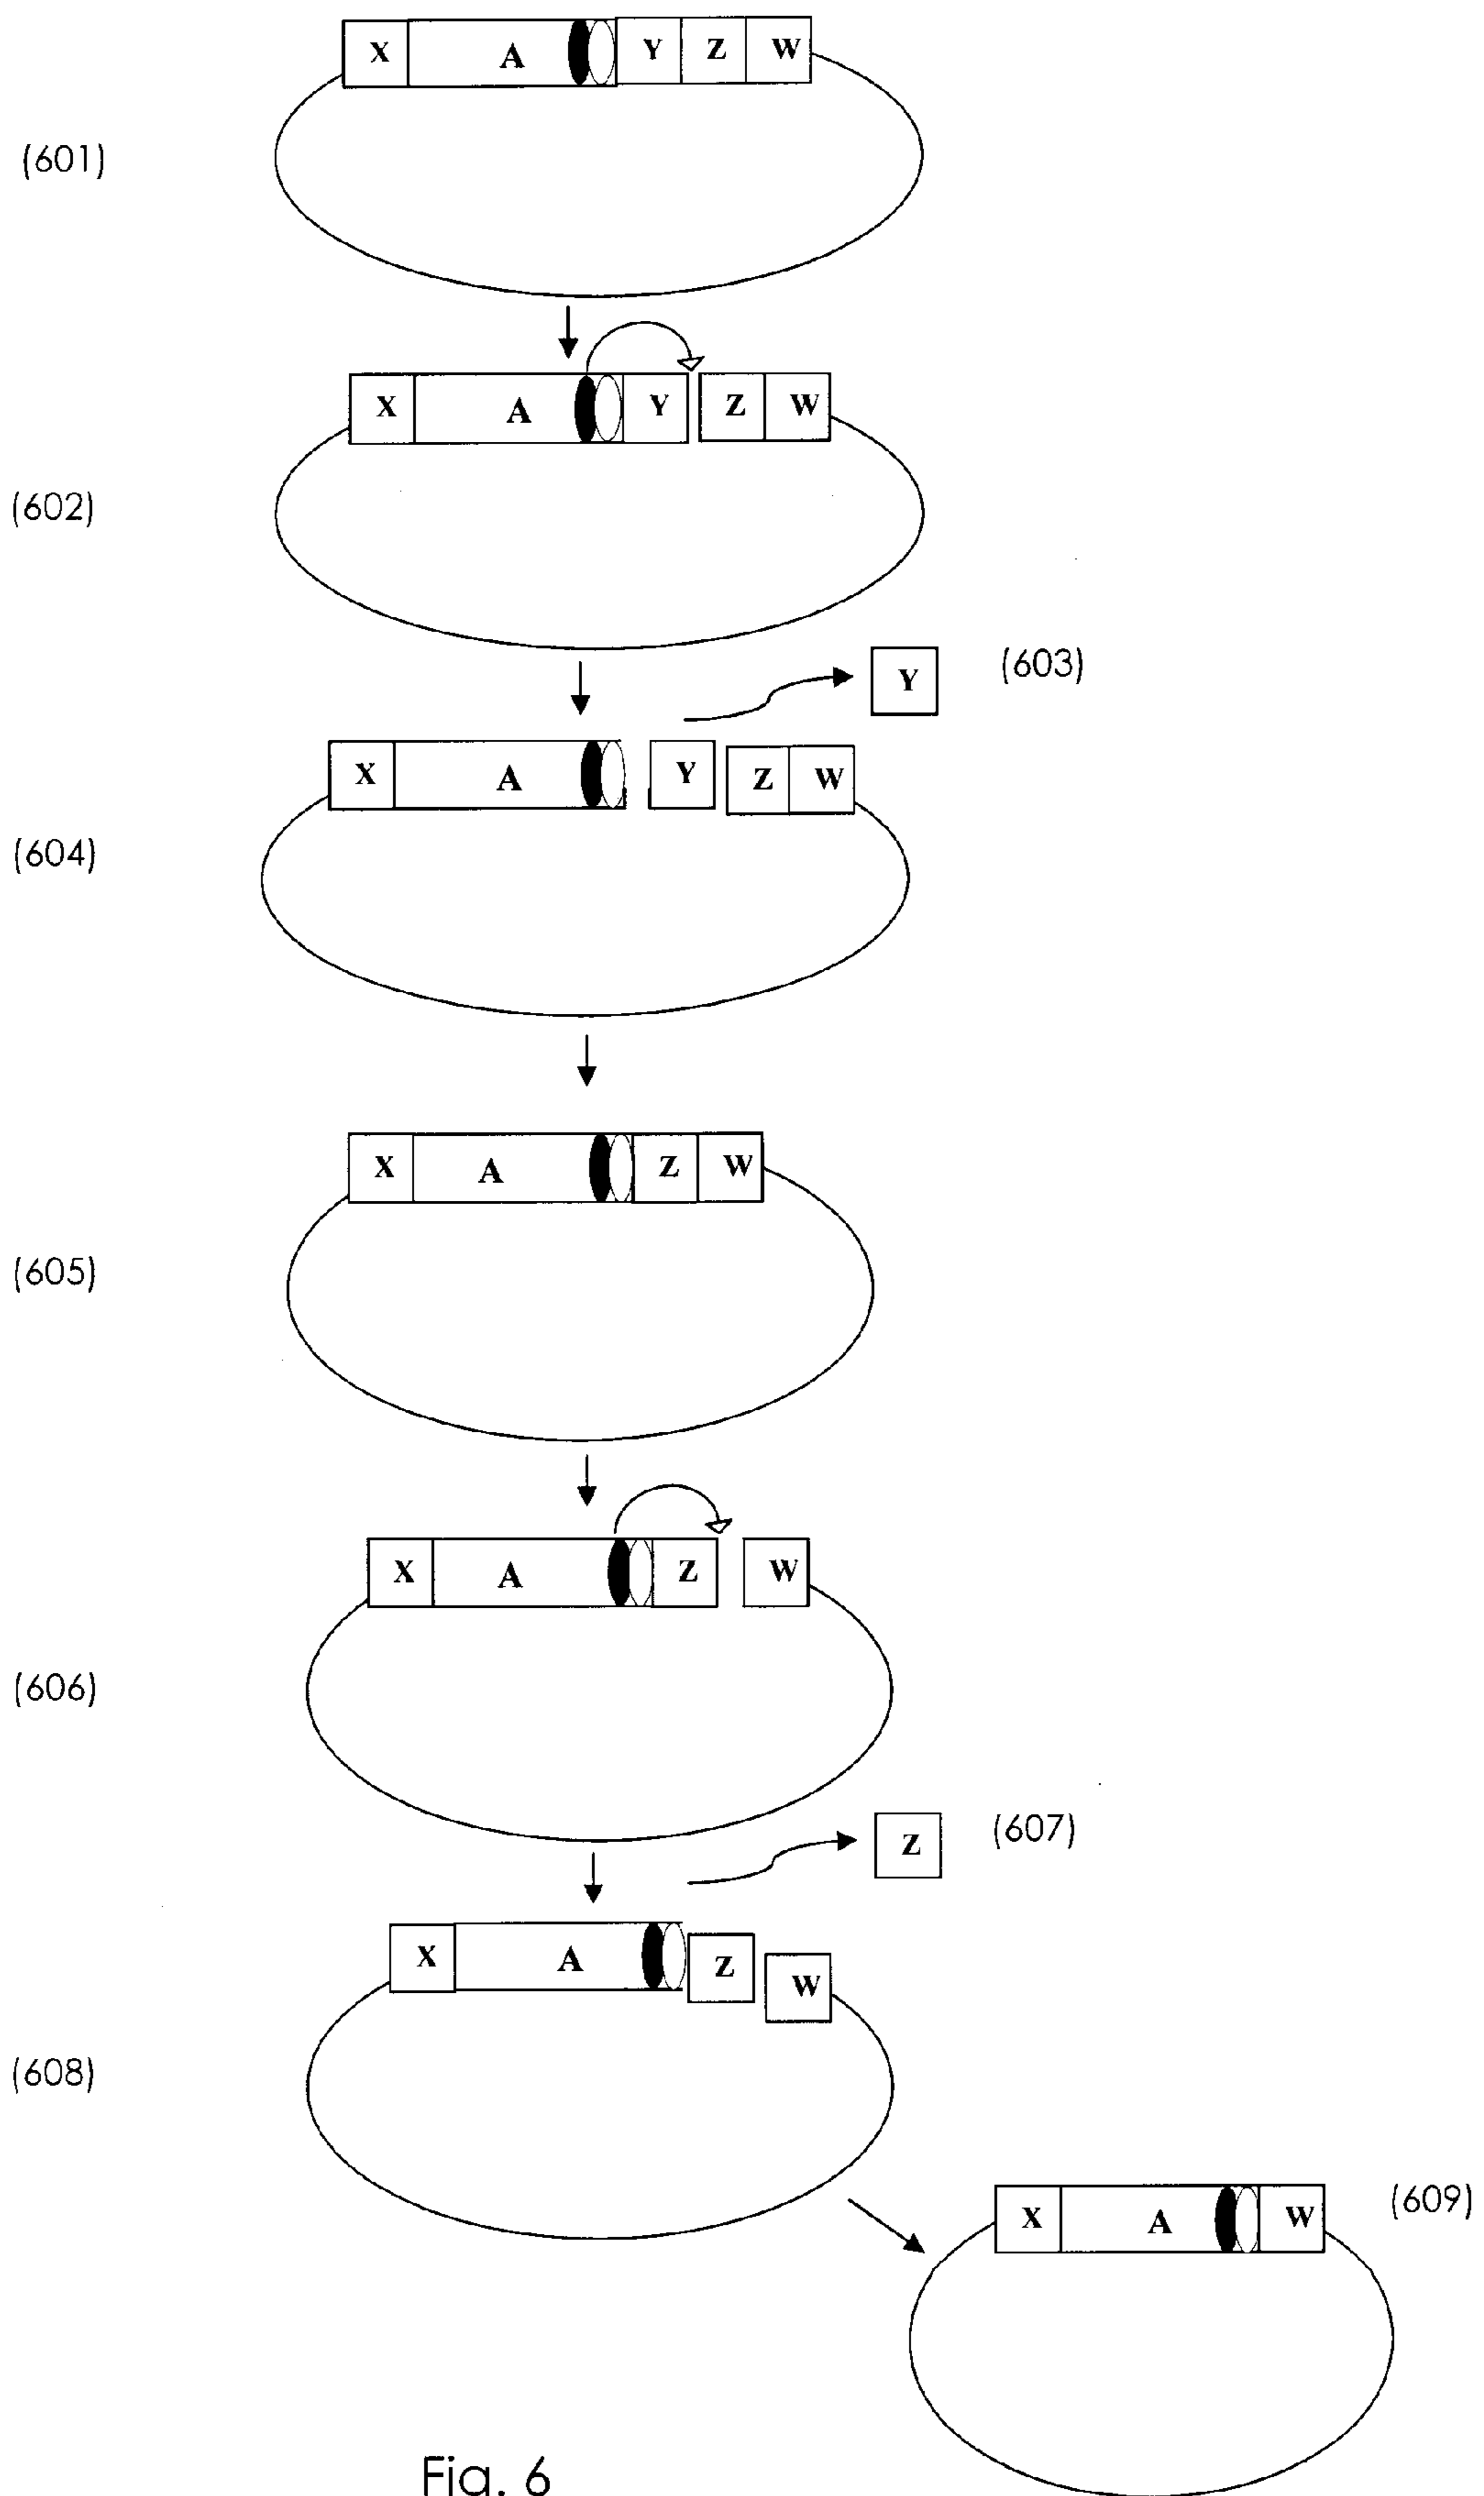 X A Y Z W
(601)
X A Y Z W
(602)
Y (603)
X A Y Z W
(604)
X A Z W
(605)
X A Z W
(606)
Z (607)
X A Z W
(608)
X A W (609)
Fig. 6